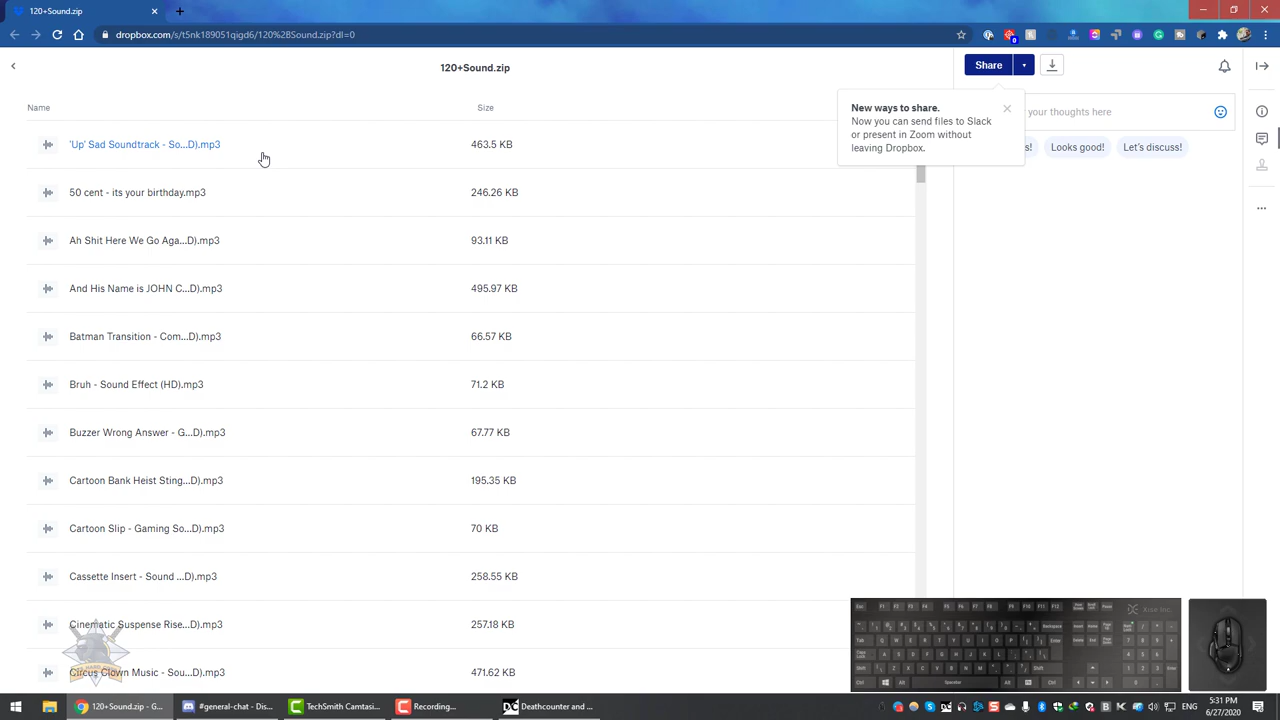 120+Sound.zip
dropbox.com/s/t5nk189051qigd6/120%2BSound.zip?dl=0
120+Sound.zip
Share
New ways to share.
Now you can send files to Slack
or present in Zoom without
leaving Dropbox.
your thoughts here
s!
Looks good!
Let's discuss!
Name
Size
'Up' Sad Soundtrack - So...D).mp3
463.5 KB
50 cent - its your birthday.mp3
246.26 KB
Ah Shit Here We Go Aga...D).mp3
93.11 KB
And His Name is JOHN C...D).mp3
495.97 KB
Batman Transition - Com...D).mp3
66.57 KB
Bruh - Sound Effect (HD).mp3
71.2 KB
Buzzer Wrong Answer - G...D).mp3
67.77 KB
Cartoon Bank Heist Sting...D).mp3
195.35 KB
Cartoon Slip - Gaming So...D).mp3
70 KB
Cassette Insert - Sound ...D).mp3
258.55 KB
Cinematic Suspense Rise...D).mp3
257.18 KB
Circus Clown Music - Sou...D).mp3
471.62 KB
Xise Inc.
120+Sound.zip - G...
#general-chat - Dis...
TechSmith Camtasi...
Recording...
Deathcounter and ...
5:31 PM
6/27/2020